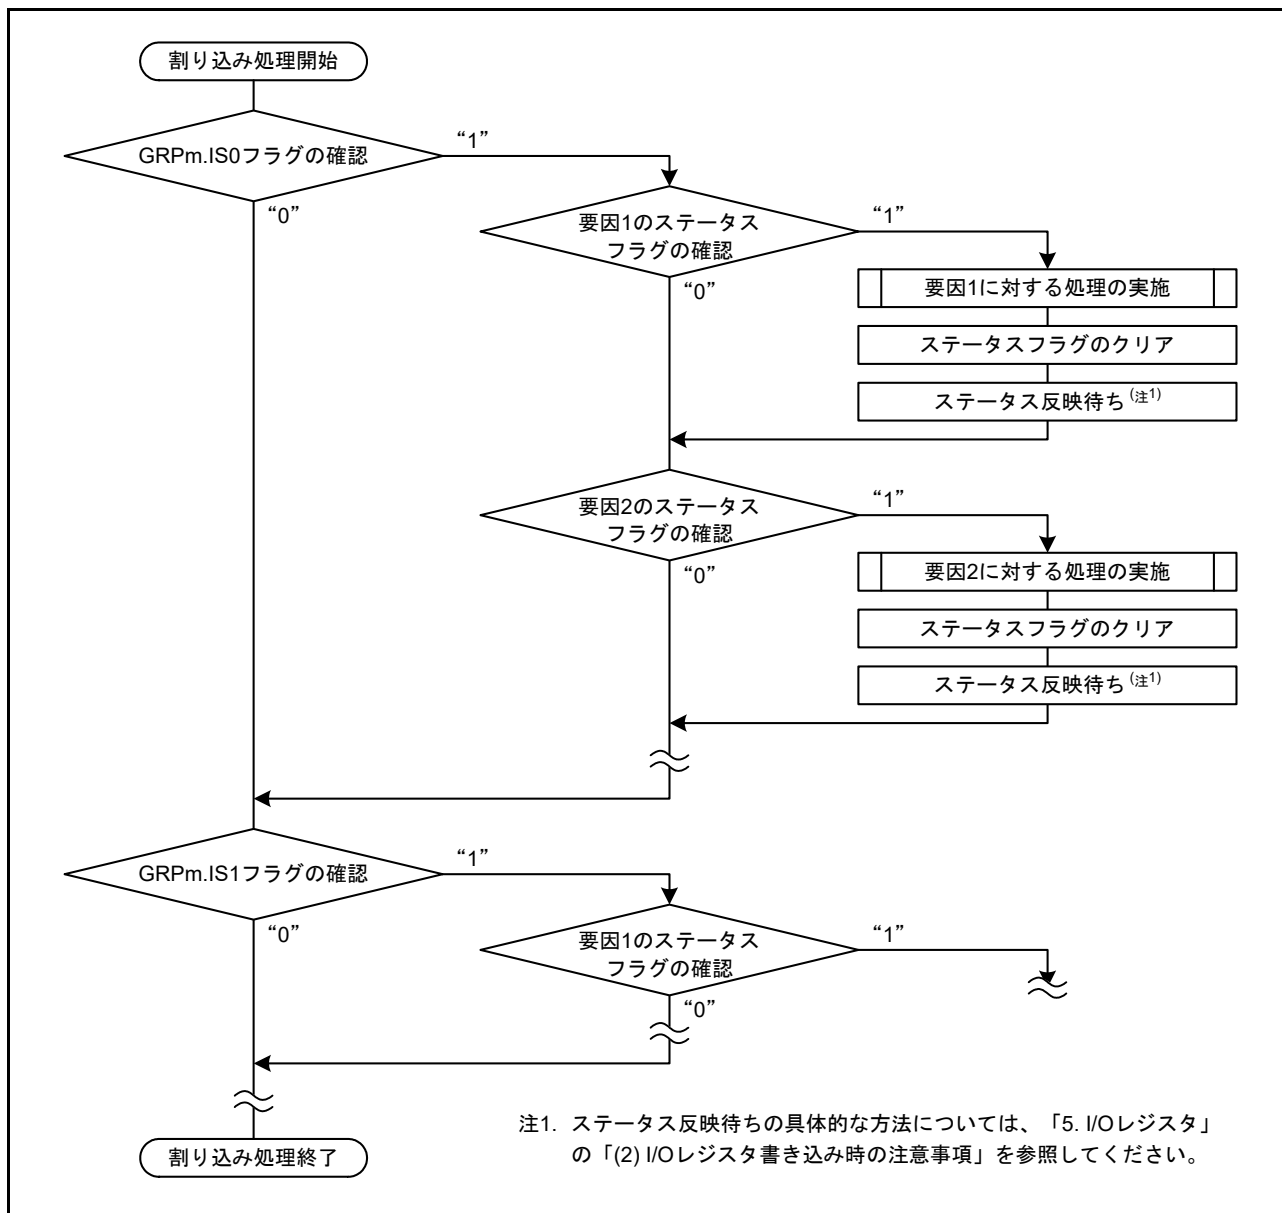 割り込み処理開始
GRPm.IS0フラグの確認
“1”
“0”
要因1のステータス
フラグの確認
“1”
“0”
要因1に対する処理の実施
ステータスフラグのクリア
ステータス反映待ち(注1)
要因2のステータス
フラグの確認
“1”
“0”
要因2に対する処理の実施
ステータスフラグのクリア
ステータス反映待ち(注1)
GRPm.IS1フラグの確認
“1”
“0”
要因1のステータス
フラグの確認
“1”
“0”
割り込み処理終了
注1. ステータス反映待ちの具体的な方法については、「5. I/Oレジスタ」
の「(2) I/Oレジスタ書き込み時の注意事項」を参照してください。